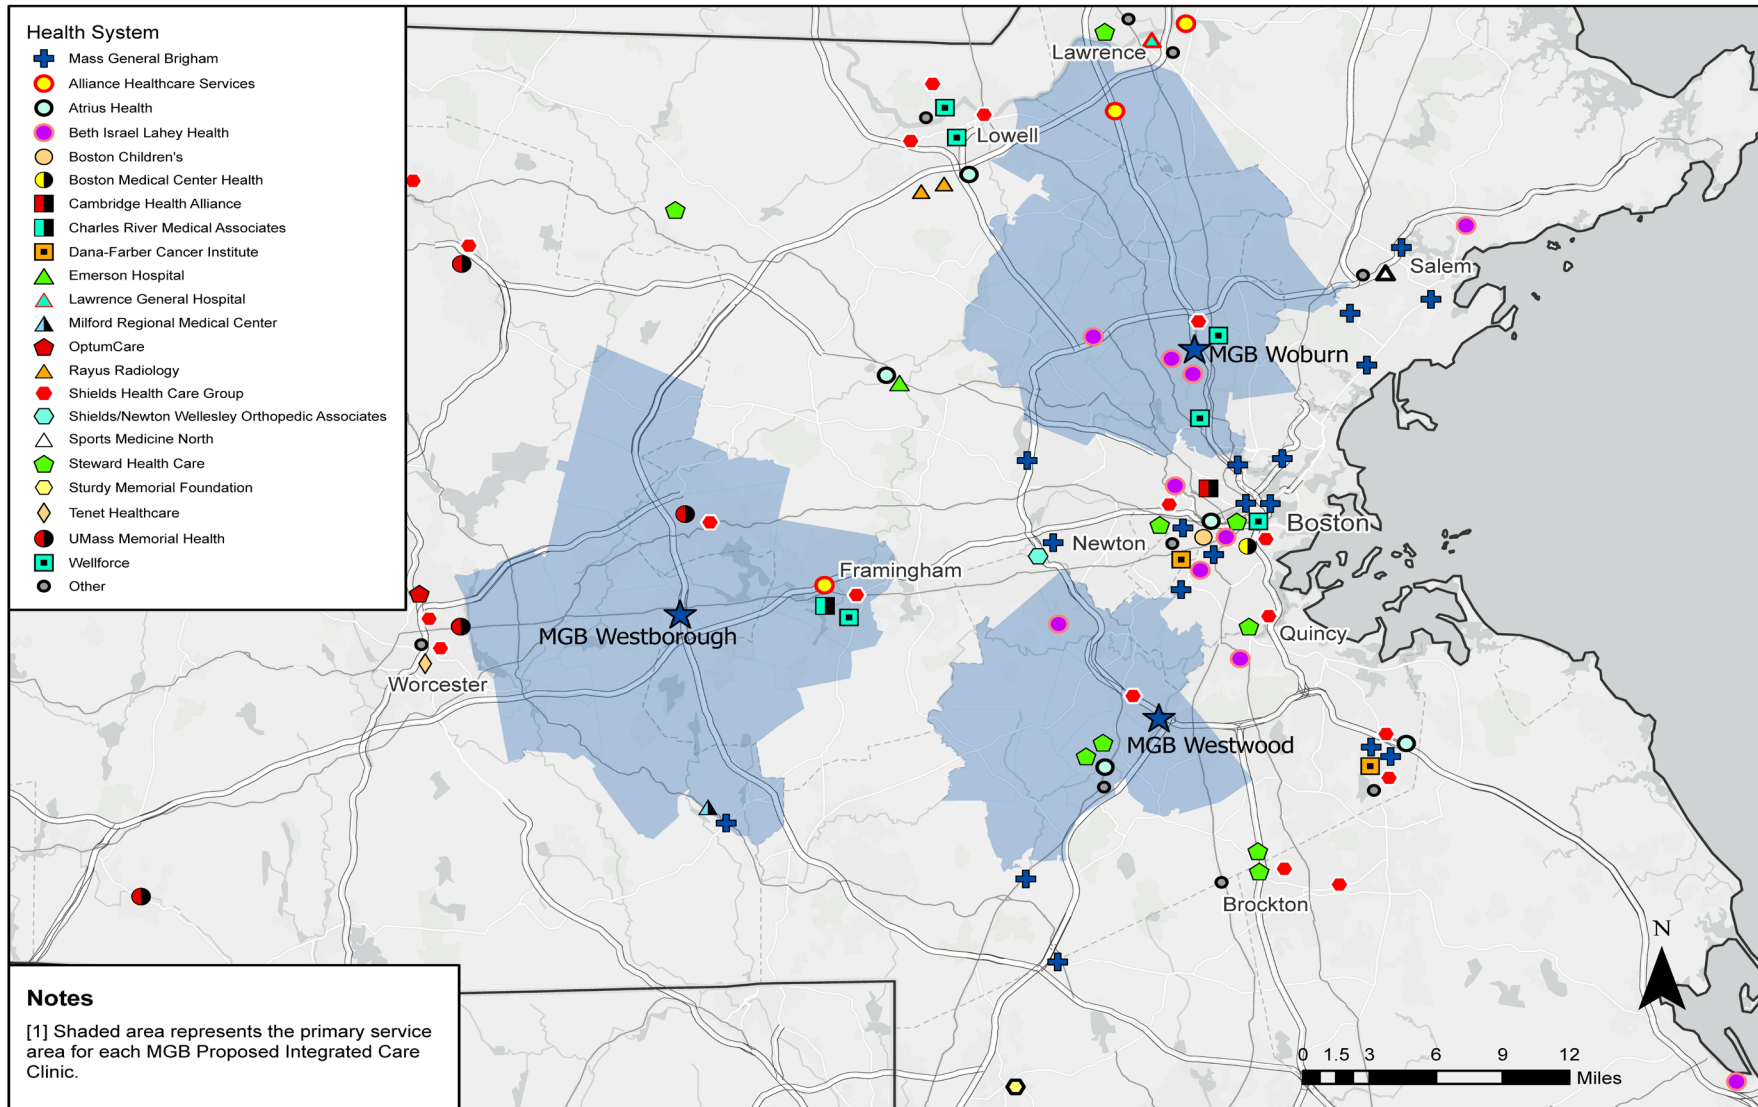 Health System
Mass General Brigham
Alliance Healthcare Services
Atrius Health
Beth Israel Lahey Health
Boston Children's
Boston Medical Center Health
Cambridge Health Alliance
Charles River Medical Associates
Dana-Farber Cancer Institute
Emerson Hospital
Lawrence General Hospital
Milford Regional Medical Center
OptumCare
Rayus Radiology
Shields Health Care Group
Shields/Newton Wellesley Orthopedic Associates
Sports Medicine North
Steward Health Care
Sturdy Memorial Foundation
Tenet Healthcare
UMass Memorial Health
Wellforce
Other
Lawrence
Lowell
Salem
MGB Woburn
Boston
Newton
Framingham
MGB Westborough
Quincy
Worcester
MGB Westwood
Brockton
N
0 1.5 3 6 9 12
Miles
Notes
[1] Shaded area represents the primary service
area for each MGB Proposed Integrated Care
Clinic.